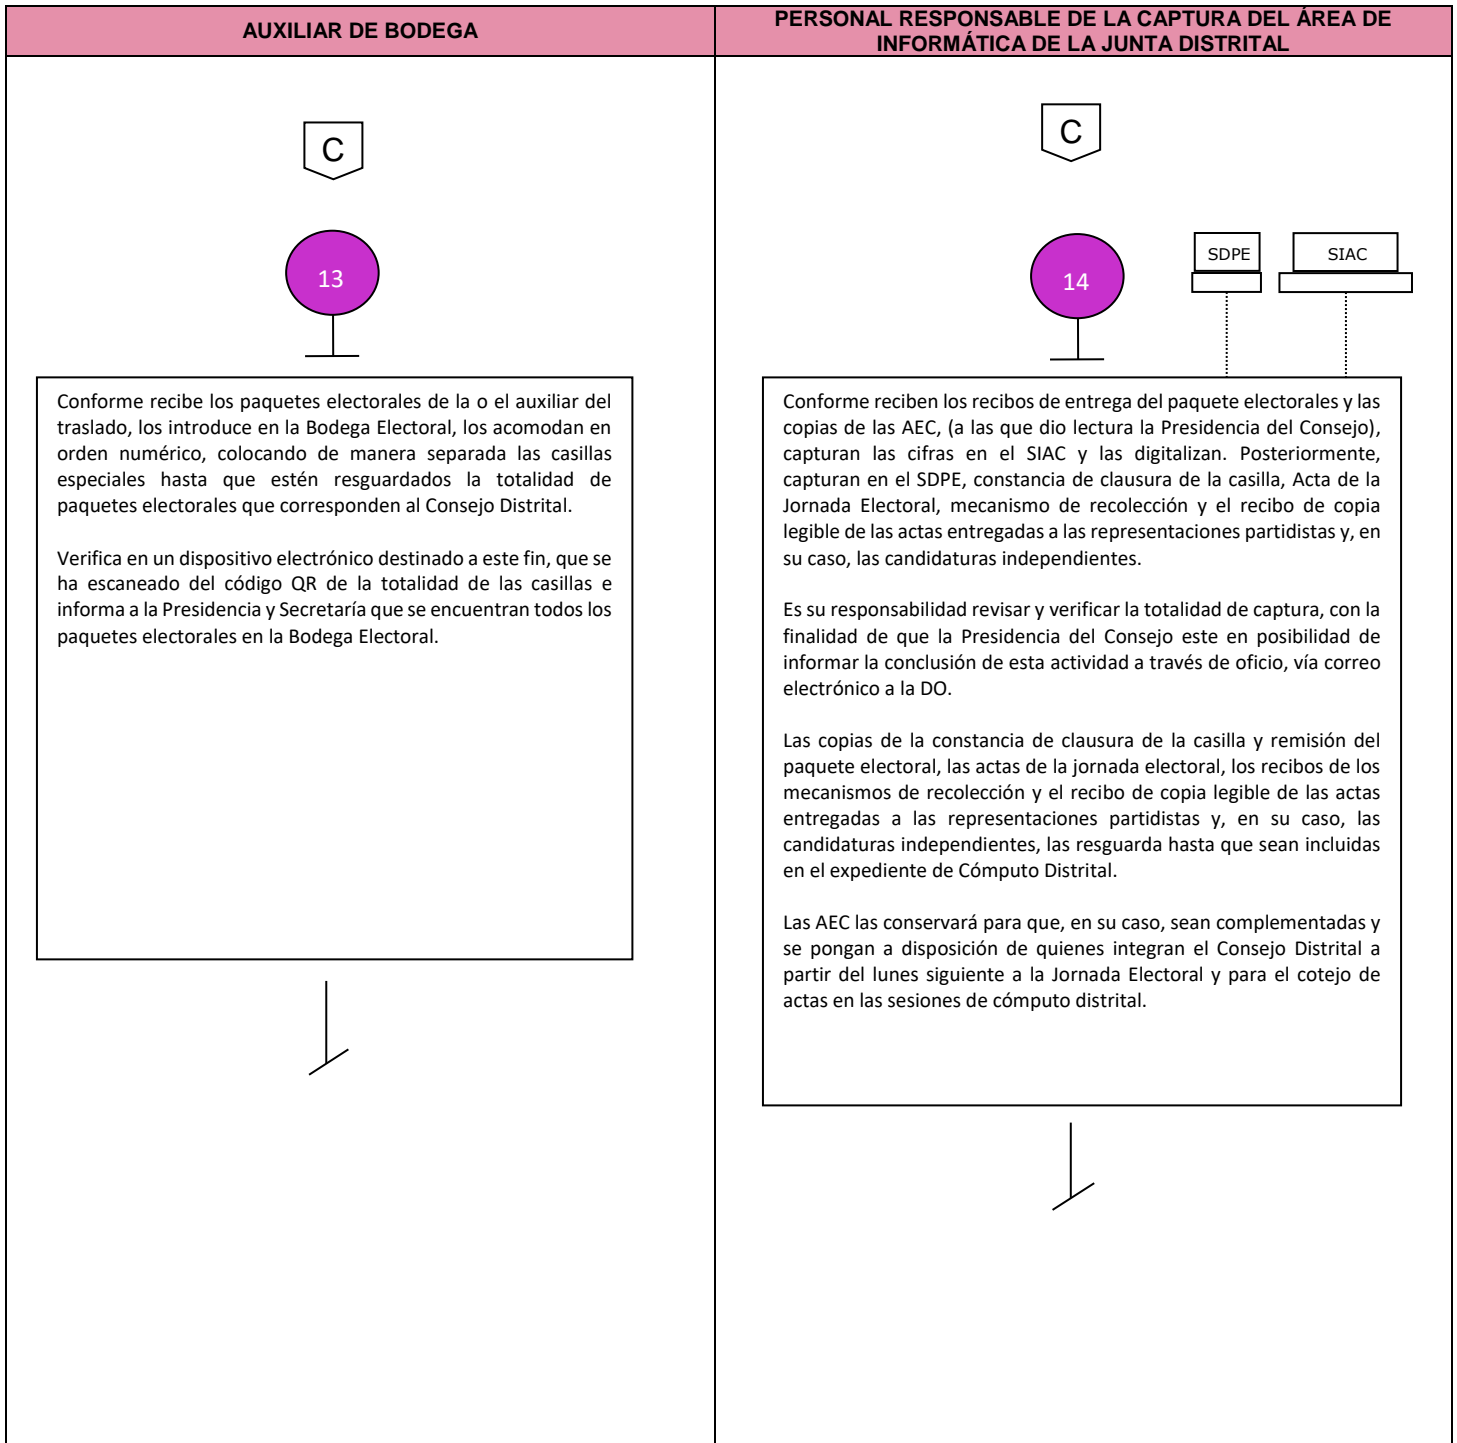 AUXILIAR DE BODEGA
C
13
Conforme recibe los paquetes electorales de la o el auxiliar del
traslado, los introduce en la Bodega Electoral, los acomodan en
orden numérico, colocando de manera separada las casillas
especiales hasta que estén resguardados la totalidad de
paquetes electorales que corresponden al Consejo Distrital.
Verifica en un dispositivo electrónico destinado a este fin, que se
ha escaneado del código QR de la totalidad de las casillas e
informa a la Presidencia y Secretaría que se encuentran todos los
paquetes electorales en la Bodega Electoral.
PERSONAL RESPONSABLE DE LA CAPTURA DEL ÁREA DE
INFORMÁTICA DE LA JUNTA DISTRITAL
C
14
SDPE
SIAC
Conforme reciben los recibos de entrega del paquete electorales y las
copias de las AEC, (a las que dio lectura la Presidencia del Consejo),
capturan las cifras en el SIAC y las digitalizan. Posteriormente,
capturan en el SDPE, constancia de clausura de la casilla, Acta de la
Jornada Electoral, mecanismo de recolección y el recibo de copia
legible de las actas entregadas a las representaciones partidistas y, en
su caso, las candidaturas independientes.
Es su responsabilidad revisar y verificar la totalidad de captura, con la
finalidad de que la Presidencia del Consejo este en posibilidad de
informar la conclusión de esta actividad a través de oficio, vía correo
electrónico a la DO.
Las copias de la constancia de clausura de la casilla y remisión del
paquete electoral, las actas de la jornada electoral, los recibos de los
mecanismos de recolección y el recibo de copia legible de las actas
entregadas a las representaciones partidistas y, en su caso, las
candidaturas independientes, las resguarda hasta que sean incluidas
en el expediente de Cómputo Distrital.
Las AEC las conservará para que, en su caso, sean complementadas y
se pongan a disposición de quienes integran el Consejo Distrital a
partir del lunes siguiente a la Jornada Electoral y para el cotejo de
actas en las sesiones de cómputo distrital.